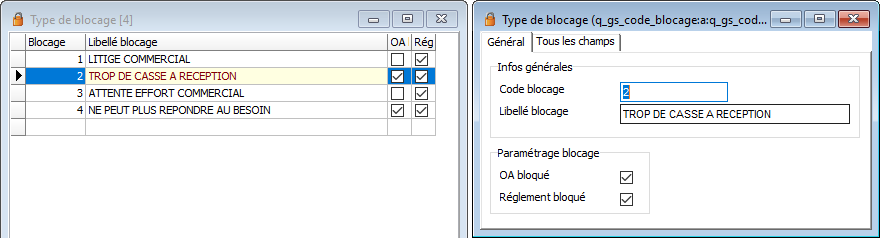 Type de blocage [4]
Blocage Libellé blocage OA Rég
1 LITIGE COMMERCIAL
2 TROP DE CASSE A RECEPTION
3 ATTENTE EFFORT COMMERCIAL
4 NE PEUT PLUS REPONDRE AU BESOIN
Type de blocage (q_gs_code_blocage:a:q_gs_cod...
Général Tous les champs
Infos générales
Code blocage 2
Libellé blocage TROP DE CASSE A RECEPTION
Paramétrage blocage
OA bloqué
Réglement bloqué